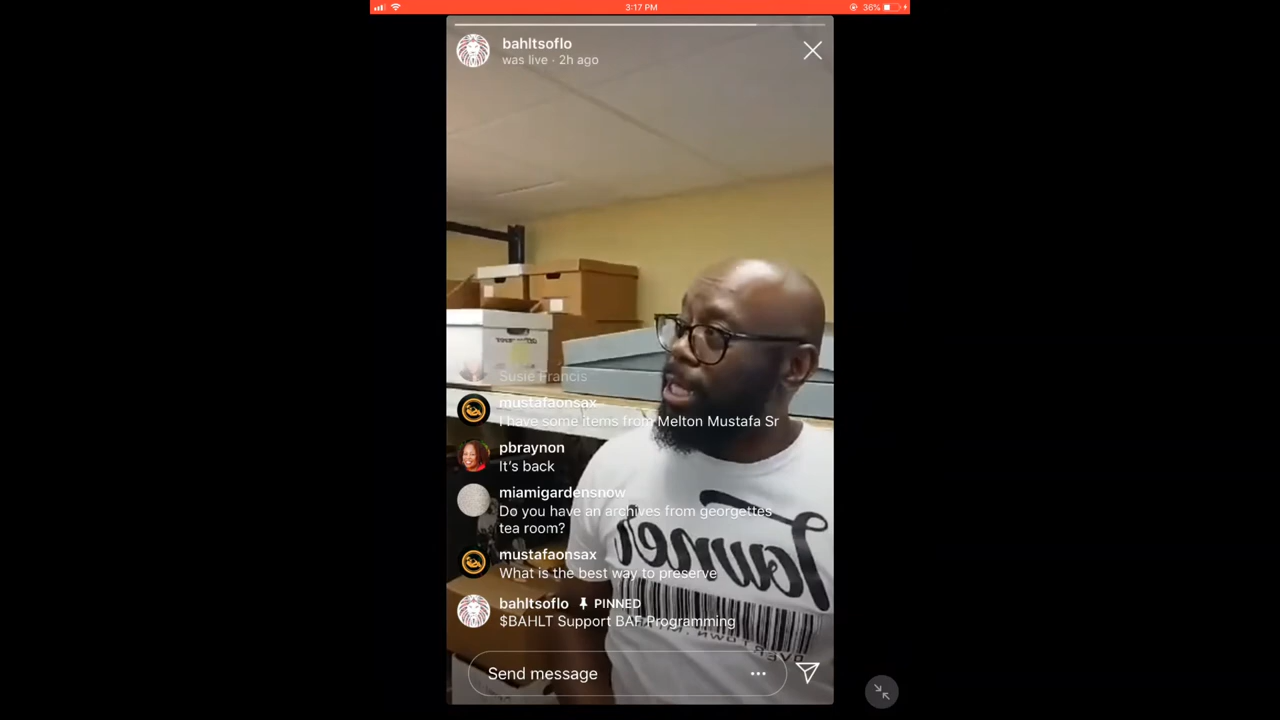 3:17 PM
36%
bahltsoflo
was live · 2h ago
Susie Francis
mustafaonsax
I have some items from Melton Mustafa Sr
pbraynon
It's back
miamigardensnow
Do you have an archives from georgettes
tea room?
mustafaonsax
What is the best way to preserve
bahltsoflo PINNED
$BAHLT Support BAF Programming
Towner
Send message